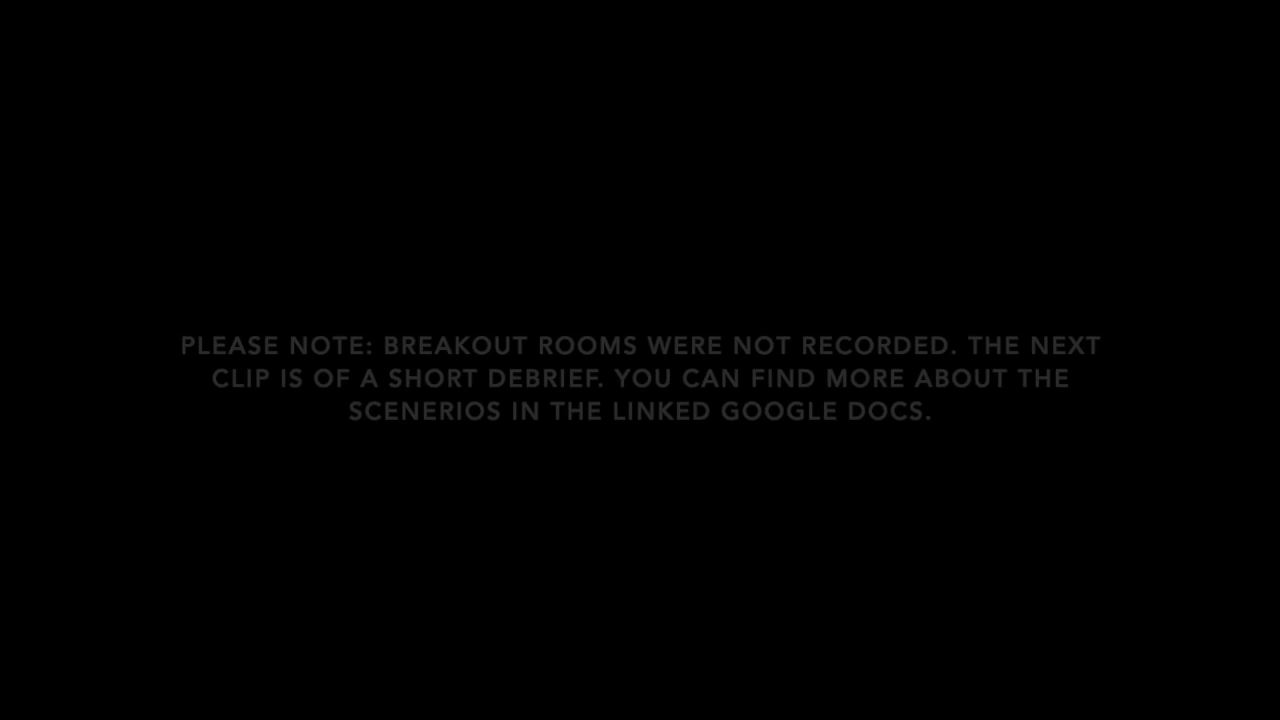 PLEASE NOTE: BREAKOUT ROOMS WERE NOT RECORDED. THE NEXT
CLIP IS OF A SHORT DEBRIEF. YOU CAN FIND MORE ABOUT THE
SCENERIOS IN THE LINKED GOOGLE DOCS.